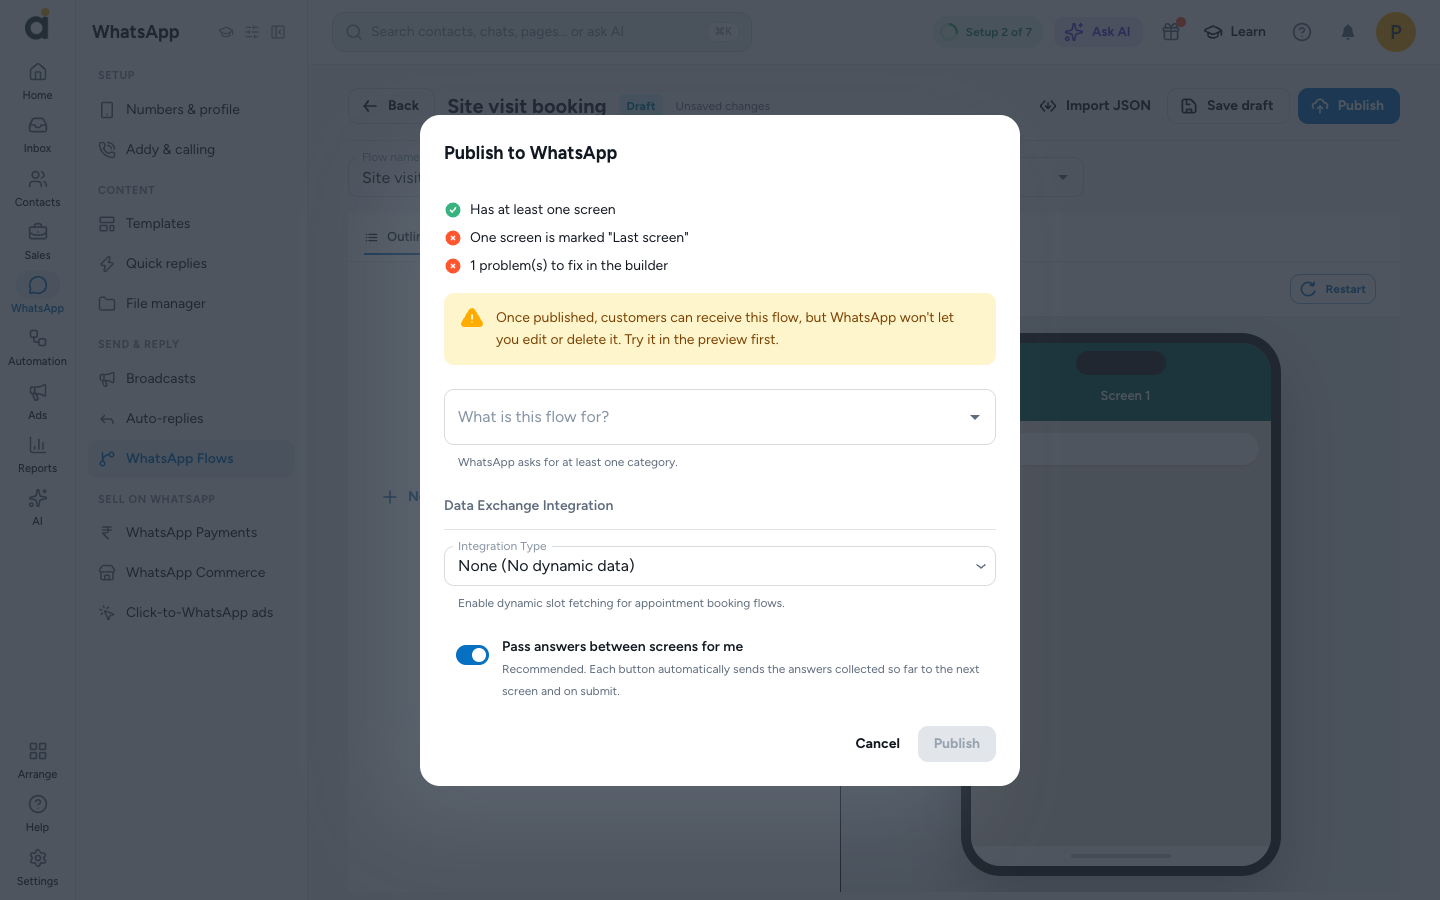 WhatsApp
Search contacts, chats, pages... or ask AI
⌘K
Setup 2 of 7
Ask AI
Learn
P
Home
Inbox
Contacts
Sales
WhatsApp
Automation
Ads
Reports
AI
Arrange
Help
Settings
SETUP
Numbers & profile
Addy & calling
CONTENT
Templates
Quick replies
File manager
SEND & REPLY
Broadcasts
Auto-replies
WhatsApp Flows
SELL ON WHATSAPP
WhatsApp Payments
WhatsApp Commerce
Click-to-WhatsApp ads
Back
Site visit booking
Draft
Unsaved changes
Import JSON
Save draft
Publish
Flow name
Site visit
Restart
Screen 1
Publish to WhatsApp
Has at least one screen
One screen is marked "Last screen"
1 problem(s) to fix in the builder
Once published, customers can receive this flow, but WhatsApp won't let
you edit or delete it. Try it in the preview first.
What is this flow for?
WhatsApp asks for at least one category.
Data Exchange Integration
Integration Type
None (No dynamic data)
Enable dynamic slot fetching for appointment booking flows.
Pass answers between screens for me
Recommended. Each button automatically sends the answers collected so far to the next
screen and on submit.
Cancel
Publish